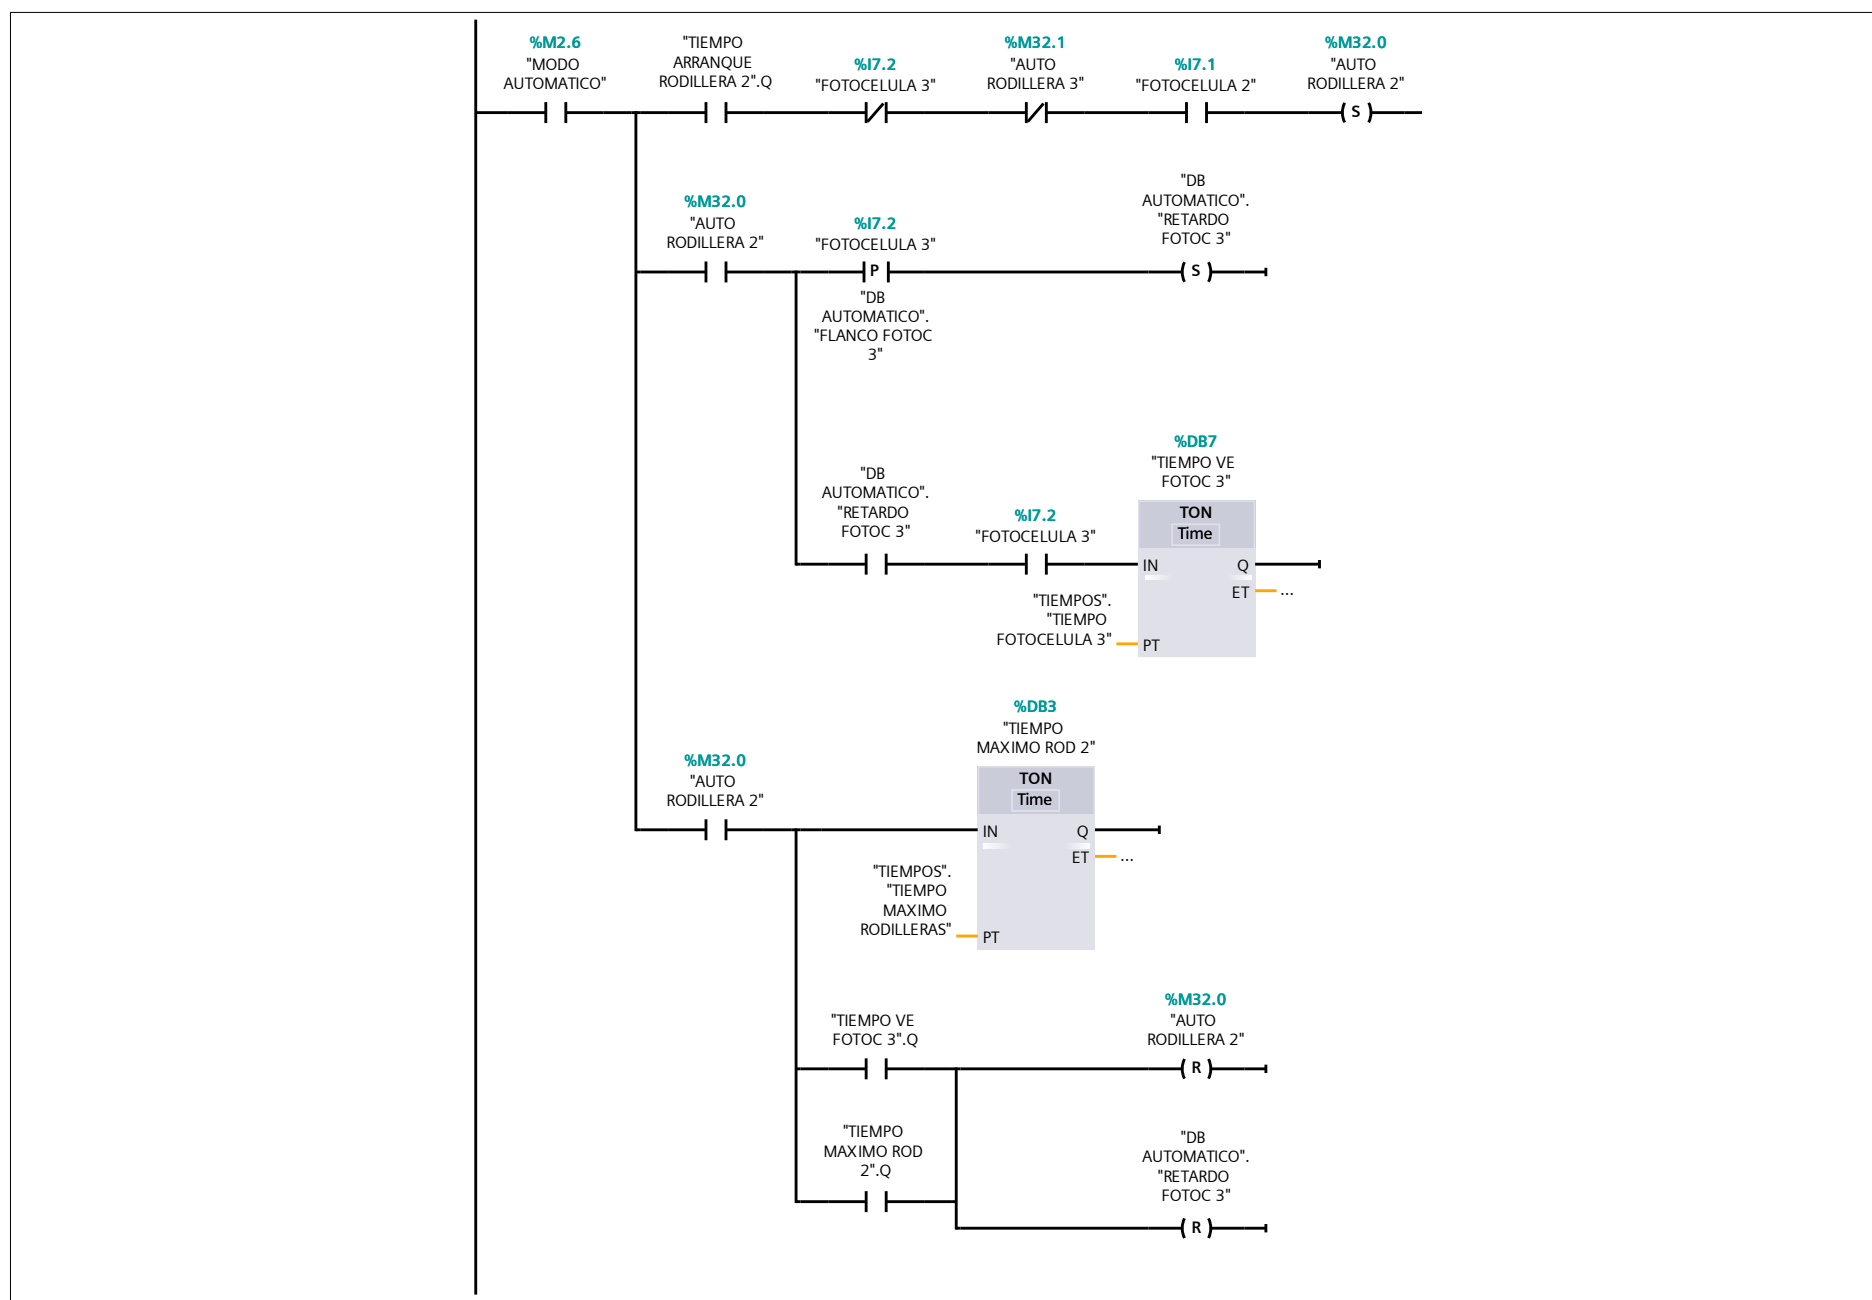 %M2.6
"MODO
AUTOMATICO"
"TIEMPO
ARRANQUE
RODILLERA 2".Q
%I7.2
"FOTOCELULA 3"
%M32.1
"AUTO
RODILLERA 3"
%I7.1
"FOTOCELULA 2"
%M32.0
"AUTO
RODILLERA 2"
S
%M32.0
"AUTO
RODILLERA 2"
%I7.2
"FOTOCELULA 3"
P
"DB
AUTOMATICO".
"FLANCO FOTOC
3"
"DB
AUTOMATICO".
"RETARDO
FOTOC 3"
S
"DB
AUTOMATICO".
"RETARDO
FOTOC 3"
%I7.2
"FOTOCELULA 3"
%DB7
"TIEMPO VE
FOTOC 3"
TON
Time
IN
Q
ET
...
"TIEMPOS".
"TIEMPO
FOTOCELULA 3"
PT
%M32.0
"AUTO
RODILLERA 2"
%DB3
"TIEMPO
MAXIMO ROD 2"
TON
Time
IN
Q
ET
...
"TIEMPOS".
"TIEMPO
MAXIMO
RODILLERAS"
PT
"TIEMPO VE
FOTOC 3".Q
%M32.0
"AUTO
RODILLERA 2"
R
"TIEMPO
MAXIMO ROD
2".Q
"DB
AUTOMATICO".
"RETARDO
FOTOC 3"
R